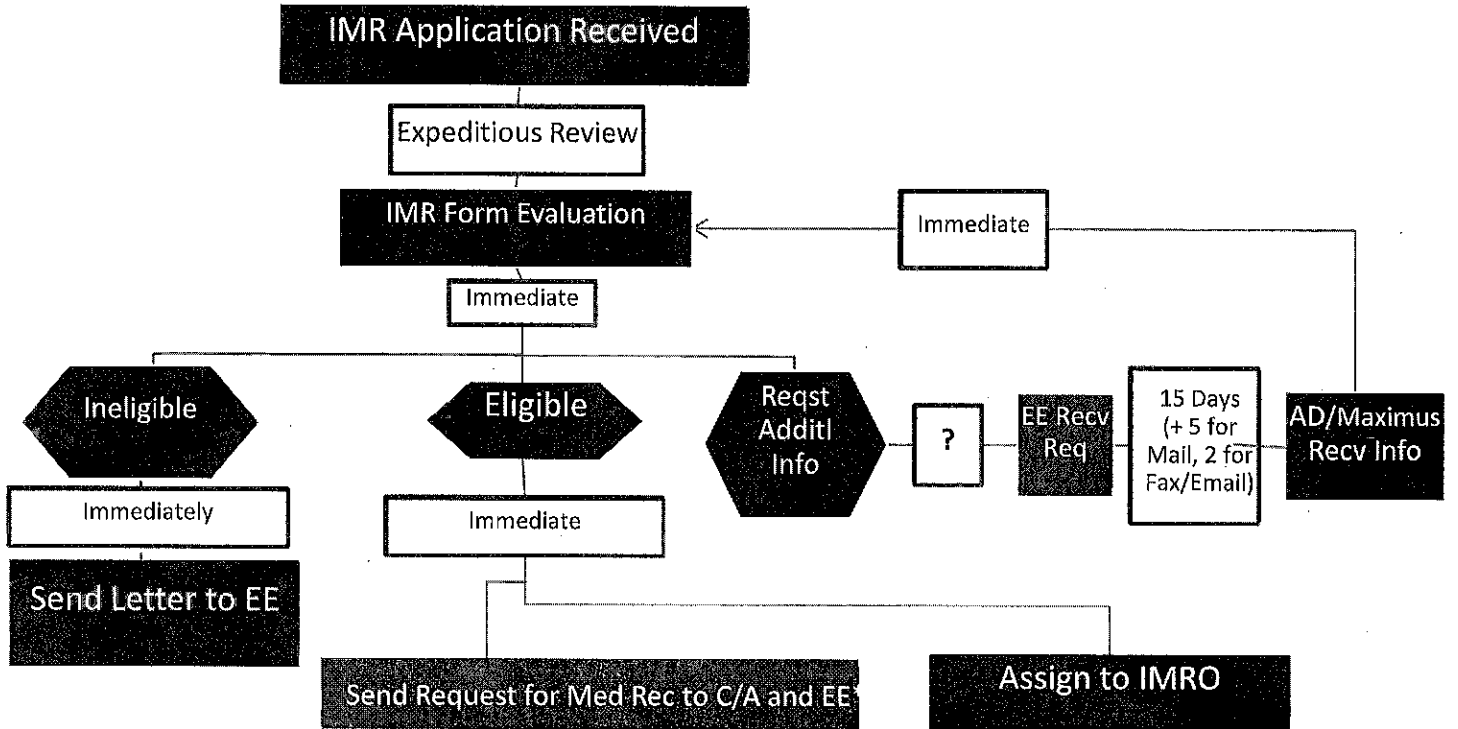 IMR Application Received
Expeditious Review
IMR Form Evaluation
Immediate
Immediate
Ineligible
Eligible
Reqst
Additl
Info
?
EE Recv
Req
15 Days
(+ 5 for
Mail, 2 for
Fax/Email)
AD/Maximus
Recv Info
Immediately
Immediate
Send Letter to EE
Send Request for Med Rec to C/A and EE*
Assign to IMRO